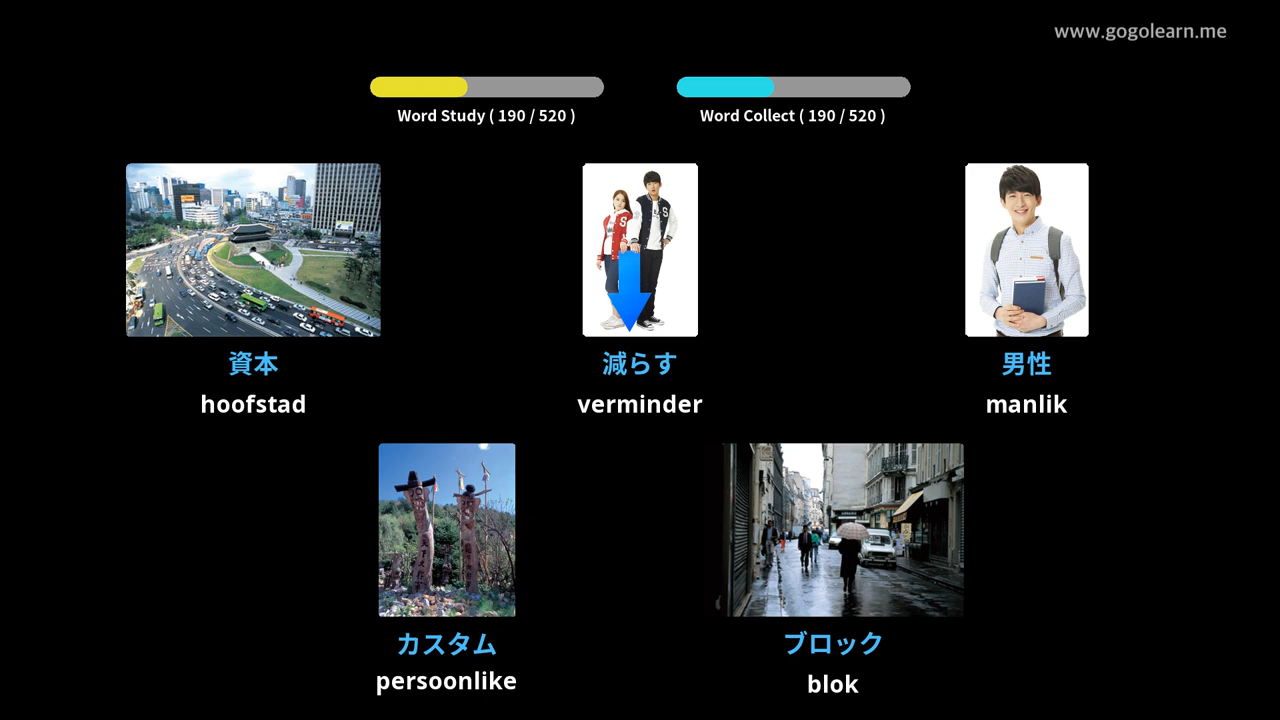 www.gogolearn.me
Word Study ( 190 / 520 )
Word Collect ( 190 / 520 )
資本
hoofstad
減らす
verminder
男性
manlik
カスタム
persoonlike
ブロック
blok